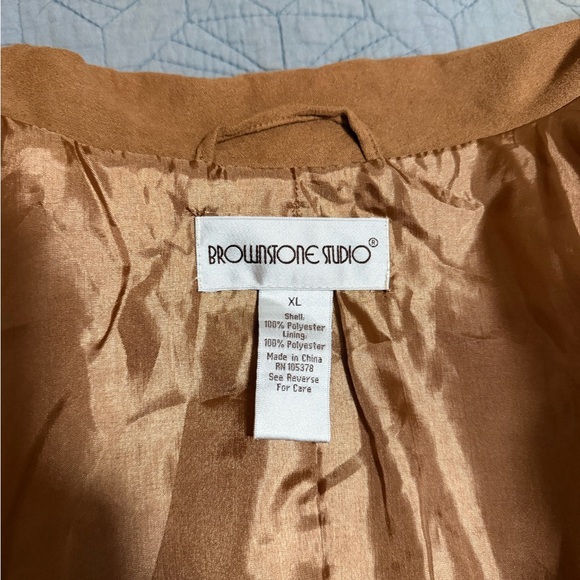 BROWNSTONE STUDIO®
XL
Shell:
100% Polyester
Lining:
100% Polyester
Made in China
RN 105378
See Reverse
For Care